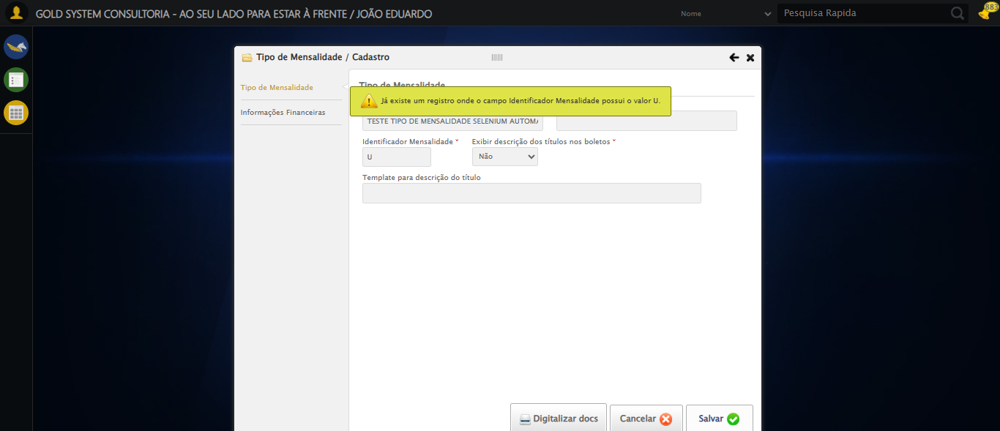 GOLD SYSTEM CONSULTORIA - AO SEU LADO PARA ESTAR À FRENTE / JOÃO EDUARDO
Nome
Pesquisa Rapida
883
Tipo de Mensalidade / Cadastro
Tipo de Mensalidade
Informações Financeiras
Tipo de Mensalidade
Já existe um registro onde o campo Identificador Mensalidade possui o valor U.
TESTE TIPO DE MENSALIDADE SELENIUM AUTOMA
Identificador Mensalidade *
Exibir descrição dos títulos nos boletos *
U
Não
Template para descrição do título
Digitalizar docs
Cancelar
Salvar